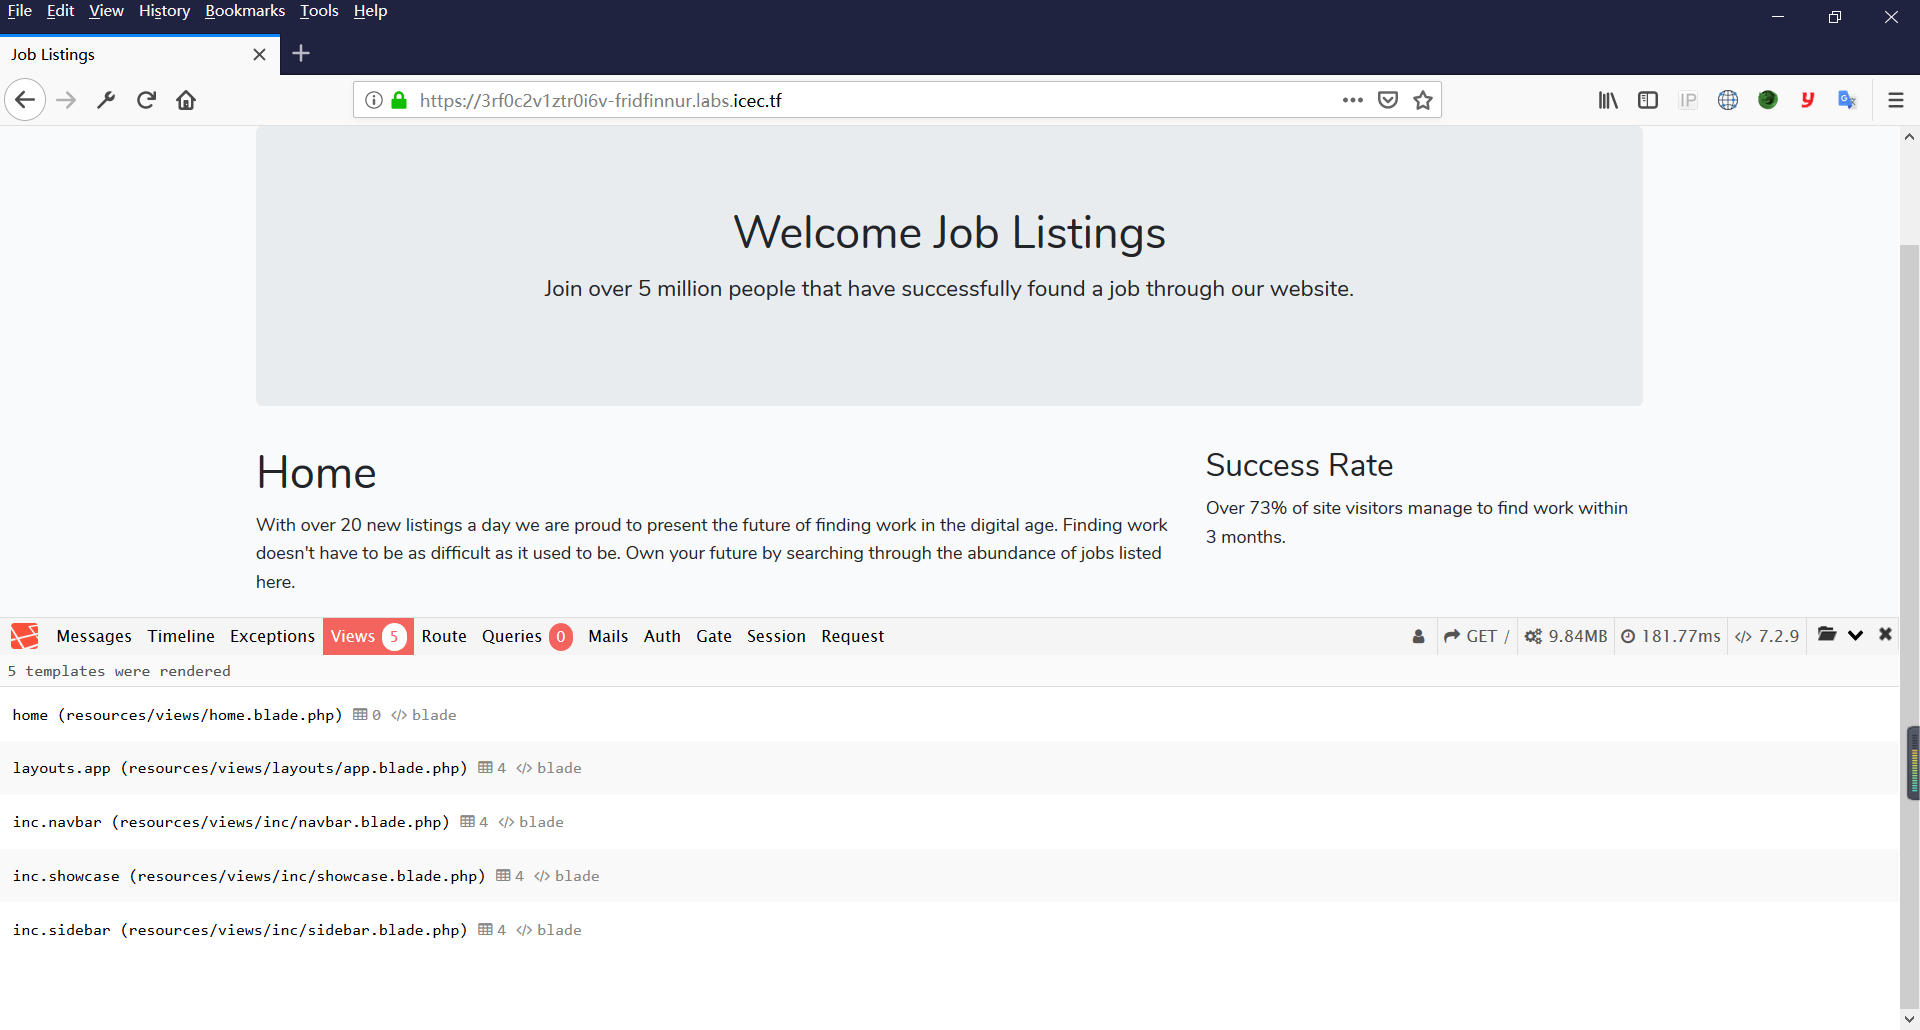 File Edit View History Bookmarks Tools Help
Job Listings
https://3rf0c2v1ztr0i6v-fridfinnur.labs.icec.tf
IP
Welcome Job Listings
Join over 5 million people that have successfully found a job through our website.
Home
With over 20 new listings a day we are proud to present the future of finding work in the digital age. Finding work
doesn't have to be as difficult as it used to be. Own your future by searching through the abundance of jobs listed
here.
Success Rate
Over 73% of site visitors manage to find work within
3 months.
Messages Timeline Exceptions Views 5 Route Queries 0 Mails Auth Gate Session Request GET / 9.84MB 181.77ms 7.2.9
5 templates were rendered
home (resources/views/home.blade.php) 0 </> blade
layouts.app (resources/views/layouts/app.blade.php) 4 </> blade
inc.navbar (resources/views/inc/navbar.blade.php) 4 </> blade
inc.showcase (resources/views/inc/showcase.blade.php) 4 </> blade
inc.sidebar (resources/views/inc/sidebar.blade.php) 4 </> blade